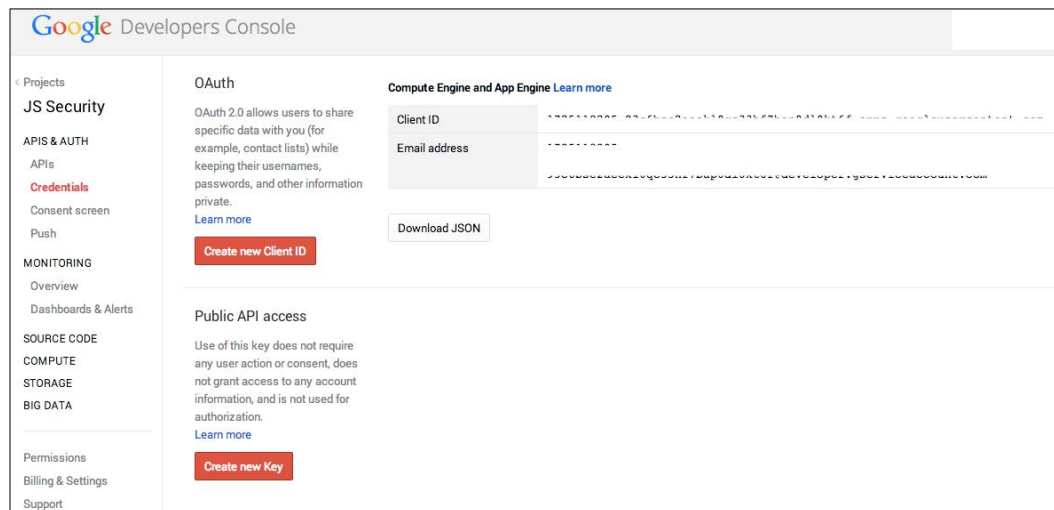 Google Developers Console
< Projects
JS Security
APIS & AUTH
APIs
Credentials
Consent screen
Push
MONITORING
Overview
Dashboards & Alerts
SOURCE CODE
COMPUTE
STORAGE
BIG DATA
Permissions
Billing & Settings
Support
OAuth
OAuth 2.0 allows users to share
specific data with you (for
example, contact lists) while
keeping their usernames,
passwords, and other information
private.
Learn more
Create new Client ID
Compute Engine and App Engine Learn more
Client ID
Email address
Download JSON
Public API access
Use of this key does not require
any user action or consent, does
not grant access to any account
information, and is not used for
authorization.
Learn more
Create new Key